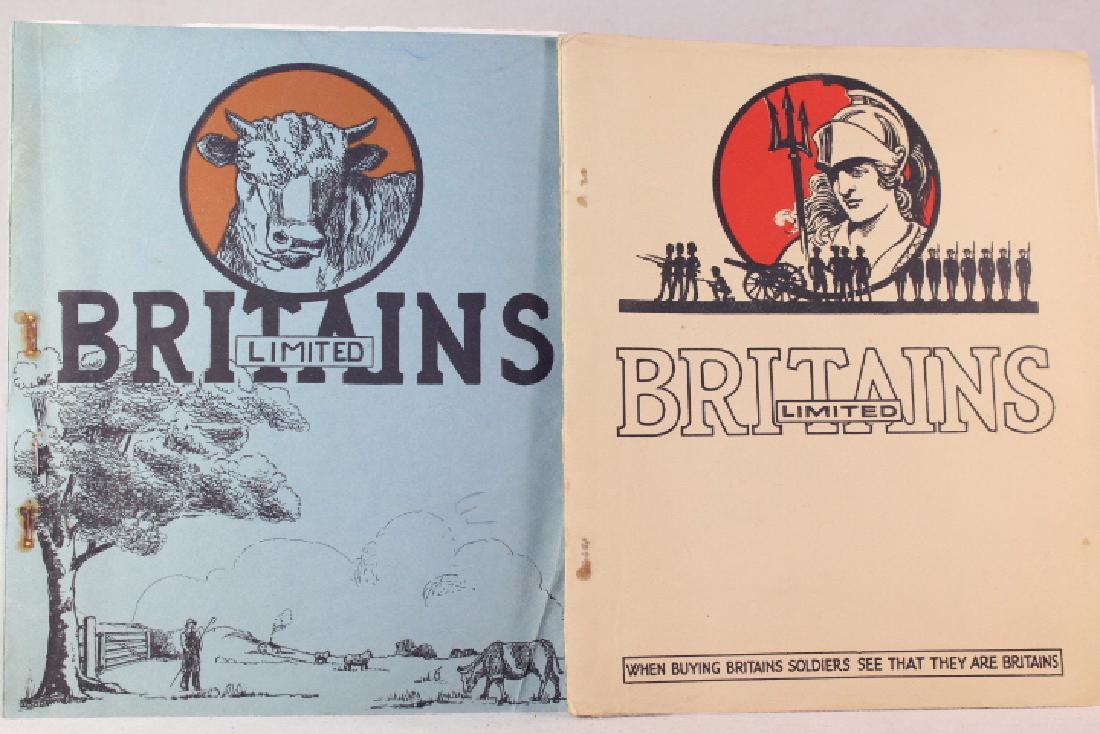 BRITAINS
LIMITED
BRITAINS
LIMITED
WHEN BUYING BRITAINS SOLDIERS SEE THAT THEY ARE BRITAINS